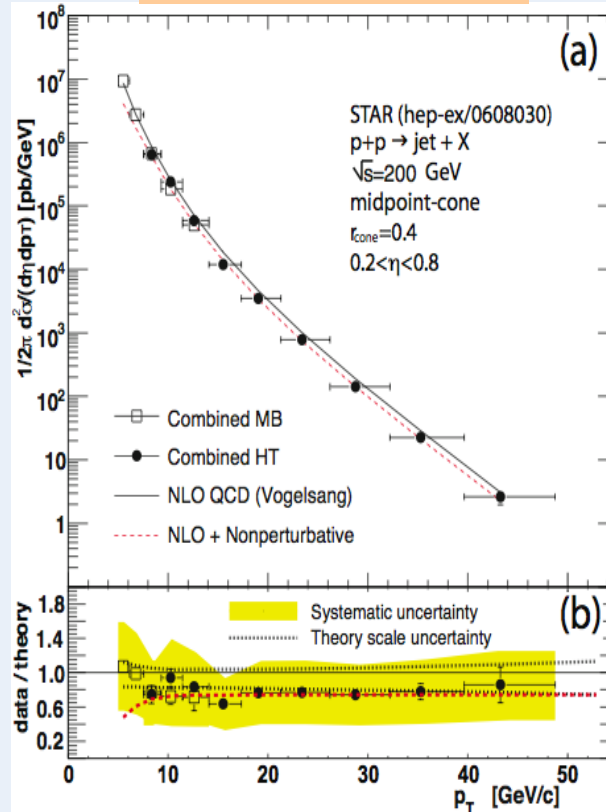 10⁸
10⁷
10⁶
10⁵
10⁴
10³
10²
10
1
1/2π d²σ/(dηdpT) [pb/GeV]
(a)
STAR (hep-ex/0608030)
p+p → jet + X
√s=200 GeV
midpoint-cone
r_cone=0.4
0.2<η<0.8
Combined MB
Combined HT
NLO QCD (Vogelsang)
NLO + Nonperturbative
(b)
Systematic uncertainty
Theory scale uncertainty
data / theory
1.8
1.4
1.0
0.6
0.2
0 10 20 30 40 50
p_T [GeV/c]